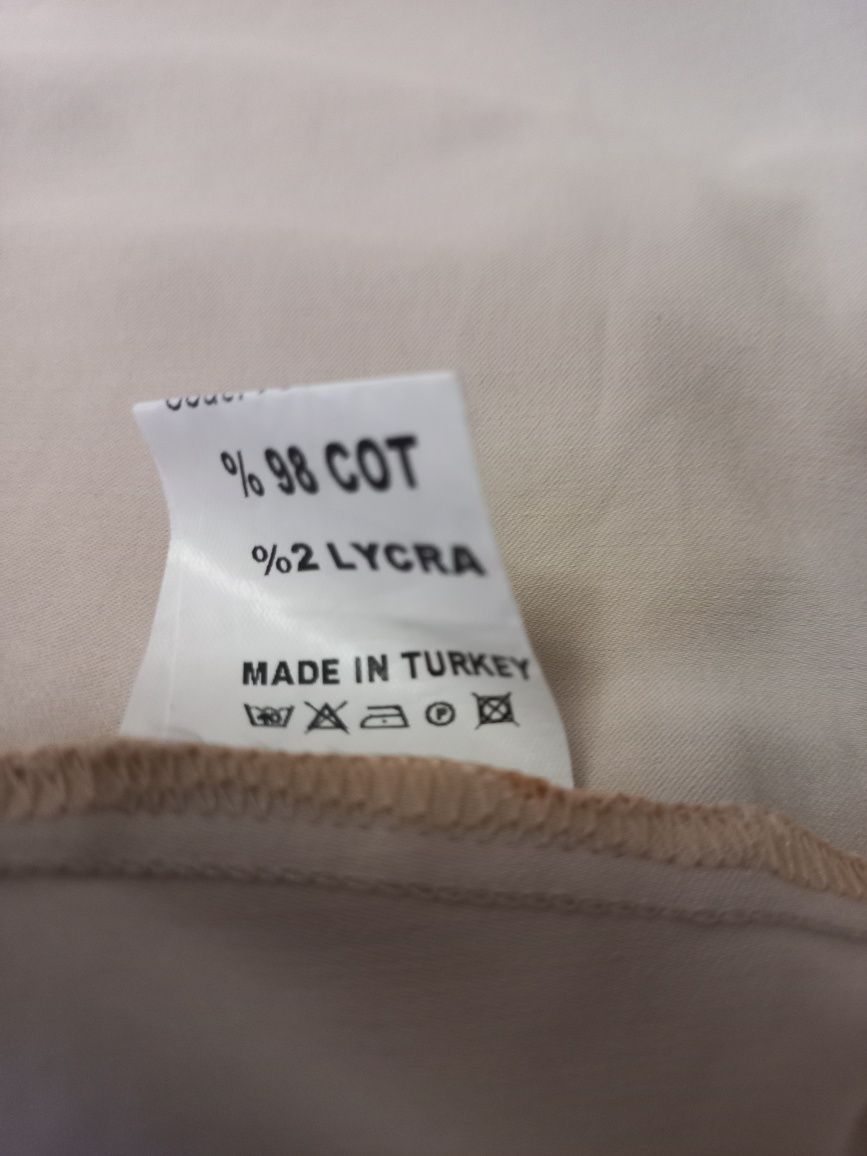 % 98 COT
%2 LYCRA
MADE IN TURKEY
P